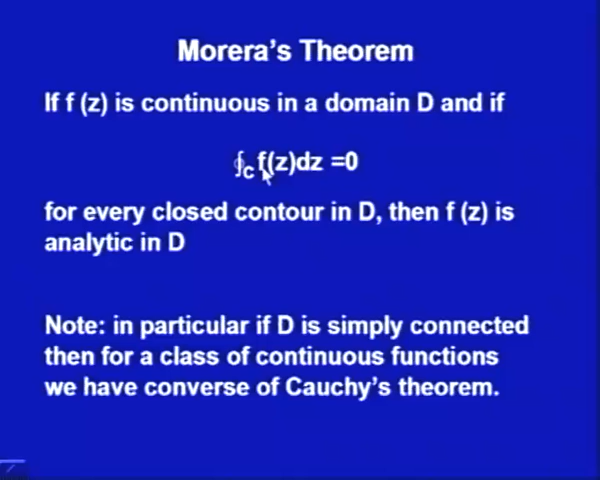 Morera's Theorem
If f (z) is continuous in a domain D and if
∮c f(z)dz =0
for every closed contour in D, then f (z) is
analytic in D
Note: in particular if D is simply connected
then for a class of continuous functions
we have converse of Cauchy's theorem.